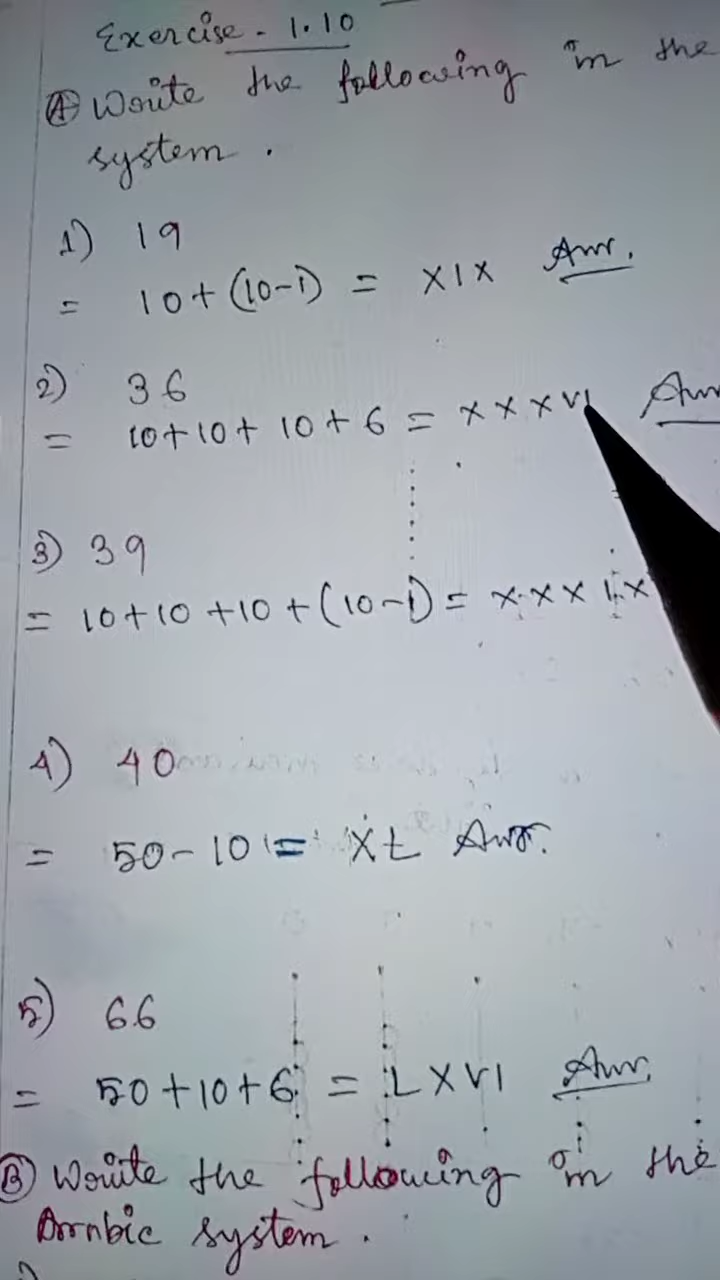 Exercise - 1.10
(A) Write the following in the
system.
1) 19
= 10+(10-1) = XIX Ans.
2) 36
= 10+10+10+6 = XXXVI Ans
3) 39
= 10+10+10+(10-1) = XXXIX
4) 40
= 50-10 = XL Ans.
5) 66
= 50+10+6 = LXVI Ans.
(B) Write the following in the
Arabic system.